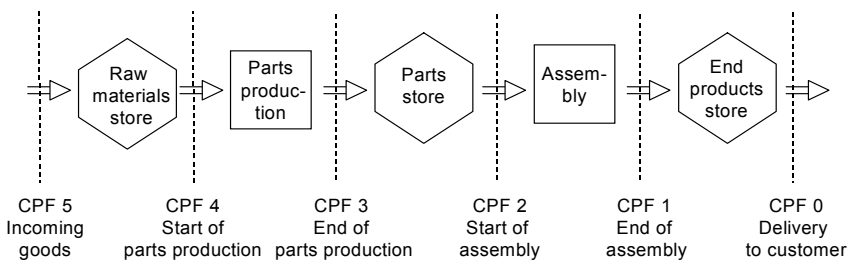 Raw
materials
store
Parts
produc-
tion
Parts
store
Assem-
bly
End
products
store
CPF 5
Incoming
goods
CPF 4
Start of
parts production
CPF 3
End of
parts production
CPF 2
Start of
assembly
CPF 1
End of
assembly
CPF 0
Delivery
to customer